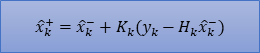 x̂ₖ⁺ = x̂ₖ⁻ + Kₖ(yₖ − Hₖx̂ₖ⁻)